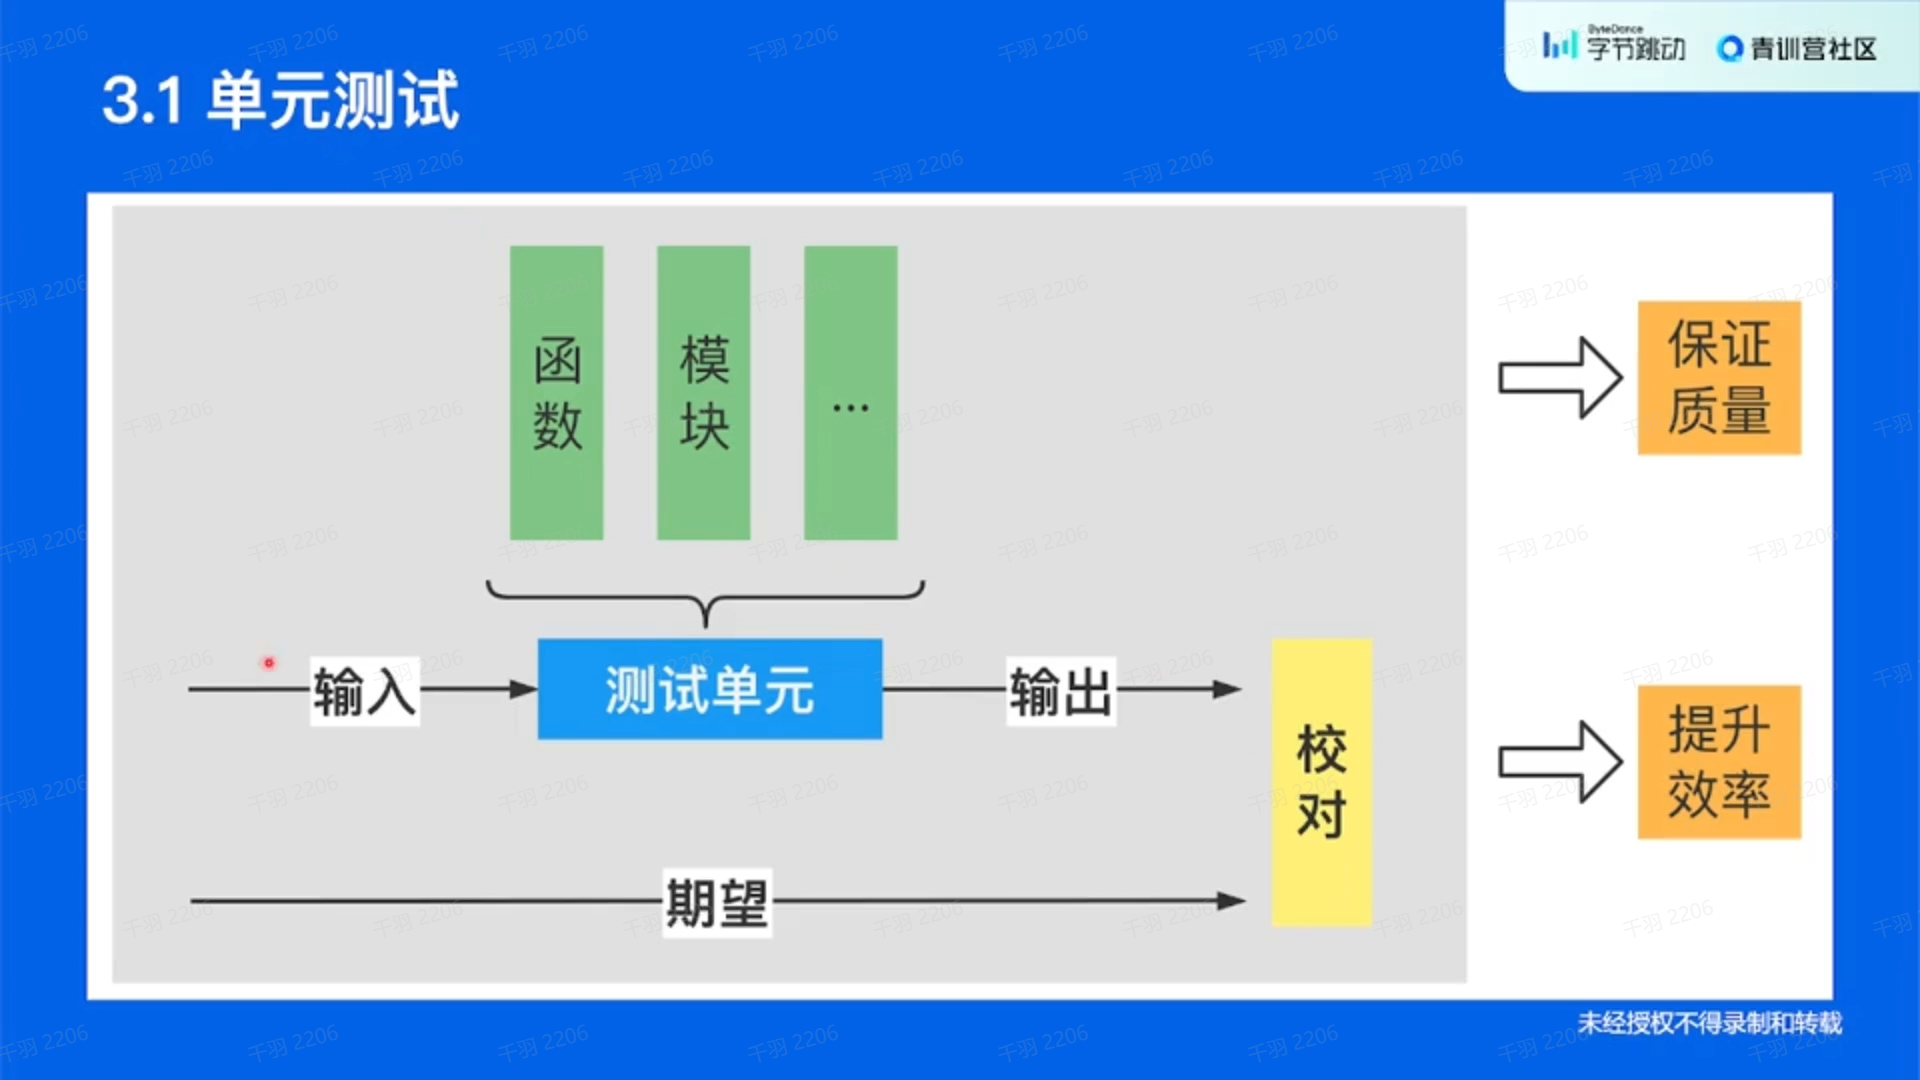 ByteDance
字节跳动
青训营社区
3.1 单元测试
函
数
模
块
...
保证
质量
输入
测试单元
输出
校
对
提升
效率
期望
未经授权不得录制和转载
千羽 2206